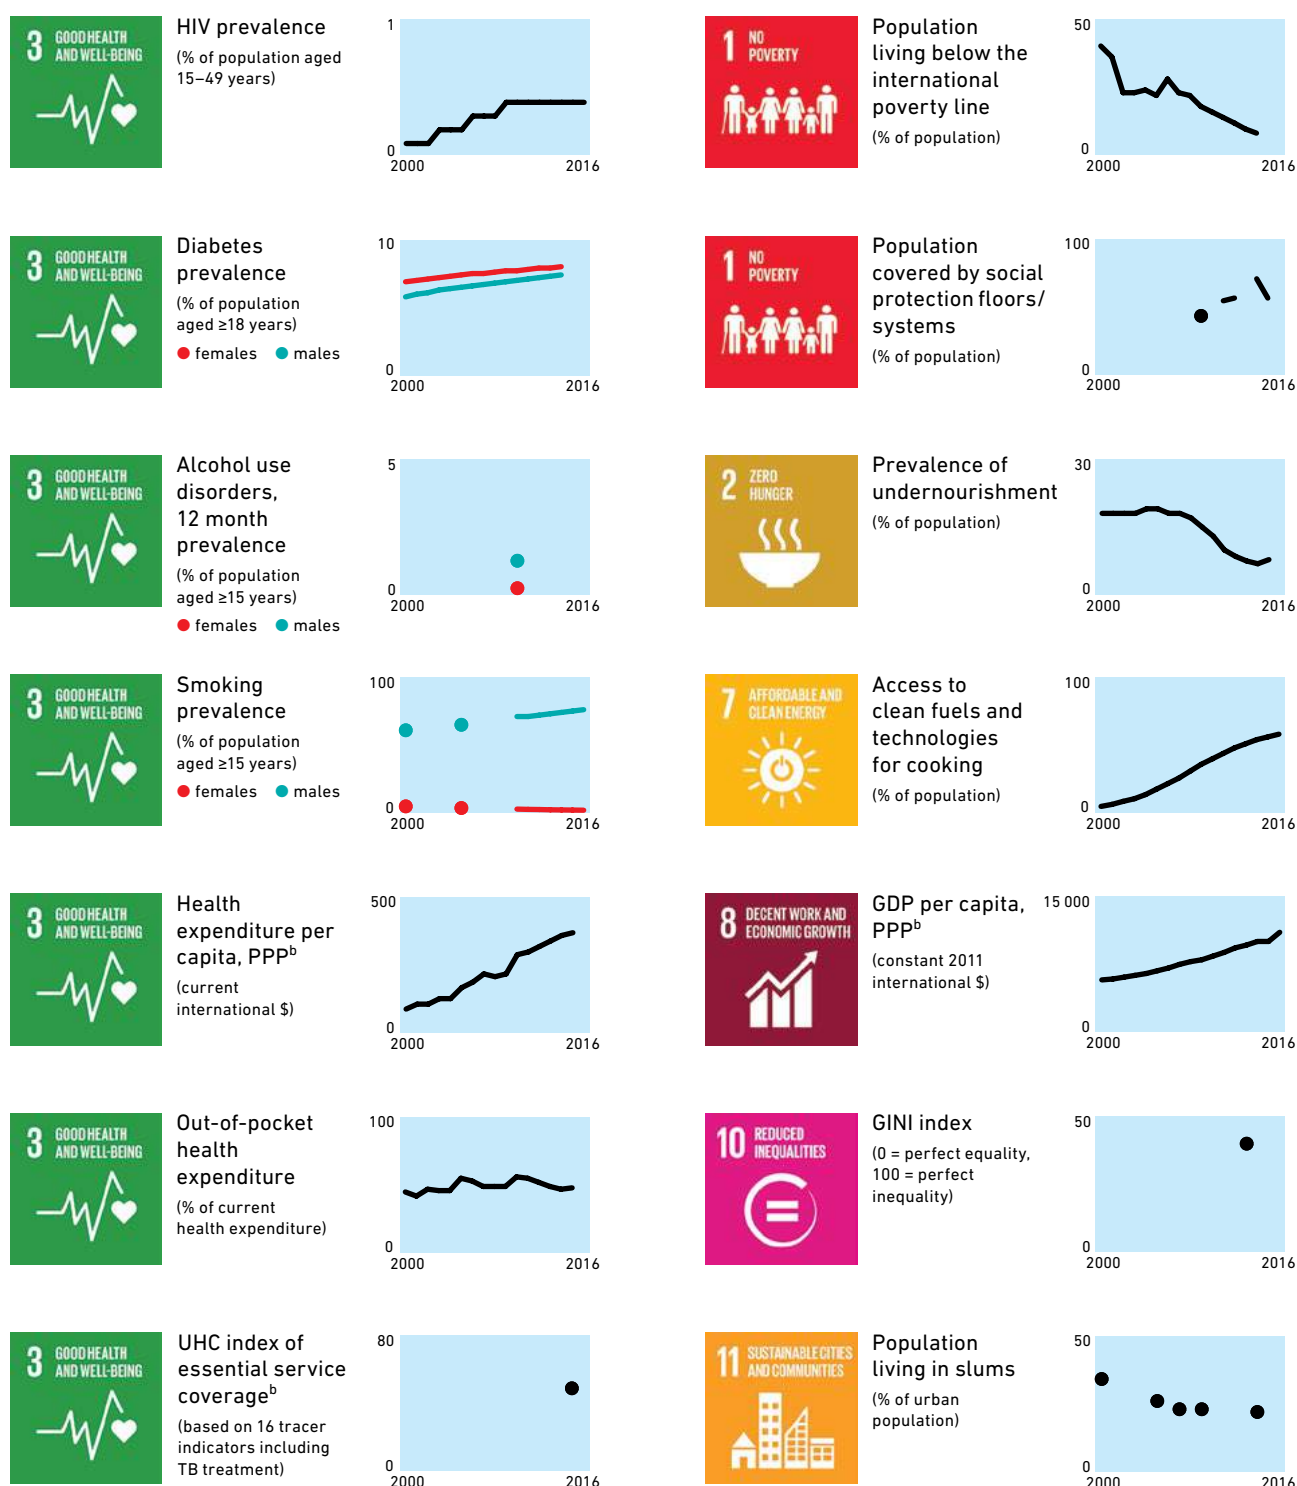 3 GOOD HEALTH
AND WELL-BEING
HIV prevalence
(% of population aged
15–49 years)
1
0
2000 2016
1 NO
POVERTY
Population
living below the
international
poverty line
(% of population)
50
0
2000 2016
3 GOOD HEALTH
AND WELL-BEING
Diabetes
prevalence
(% of population
aged ≥18 years)
females males
10
0
2000 2016
1 NO
POVERTY
Population
covered by social
protection floors/
systems
(% of population)
100
0
2000 2016
3 GOOD HEALTH
AND WELL-BEING
Alcohol use
disorders,
12 month
prevalence
(% of population
aged ≥15 years)
females males
5
0
2000 2016
2 ZERO
HUNGER
Prevalence of
undernourishment
(% of population)
30
0
2000 2016
3 GOOD HEALTH
AND WELL-BEING
Smoking
prevalence
(% of population
aged ≥15 years)
females males
100
0
2000 2016
7 AFFORDABLE AND
CLEAN ENERGY
Access to
clean fuels and
technologies
for cooking
(% of population)
100
0
2000 2016
3 GOOD HEALTH
AND WELL-BEING
Health
expenditure per
capita, PPPᵇ
(current
international $)
500
0
2000 2016
8 DECENT WORK AND
ECONOMIC GROWTH
GDP per capita,
PPPᵇ
(constant 2011
international $)
15 000
0
2000 2016
3 GOOD HEALTH
AND WELL-BEING
Out-of-pocket
health
expenditure
(% of current
health expenditure)
100
0
2000 2016
10 REDUCED
INEQUALITIES
GINI index
(0 = perfect equality,
100 = perfect
inequality)
50
0
2000 2016
3 GOOD HEALTH
AND WELL-BEING
UHC index of
essential service
coverageᵇ
(based on 16 tracer
indicators including
TB treatment)
80
0
2000 2016
11 SUSTAINABLE CITIES
AND COMMUNITIES
Population
living in slums
(% of urban
population)
50
0
2000 2016